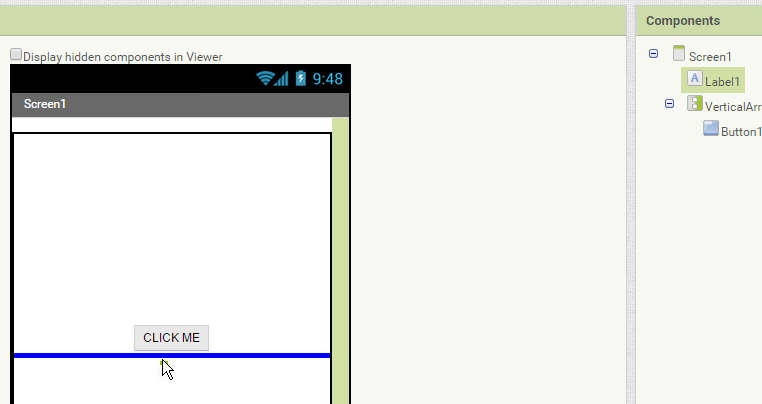 Components
Display hidden components in Viewer
Screen1
9:48
A Label1
Screen1
VerticalArr
Button1
CLICK ME